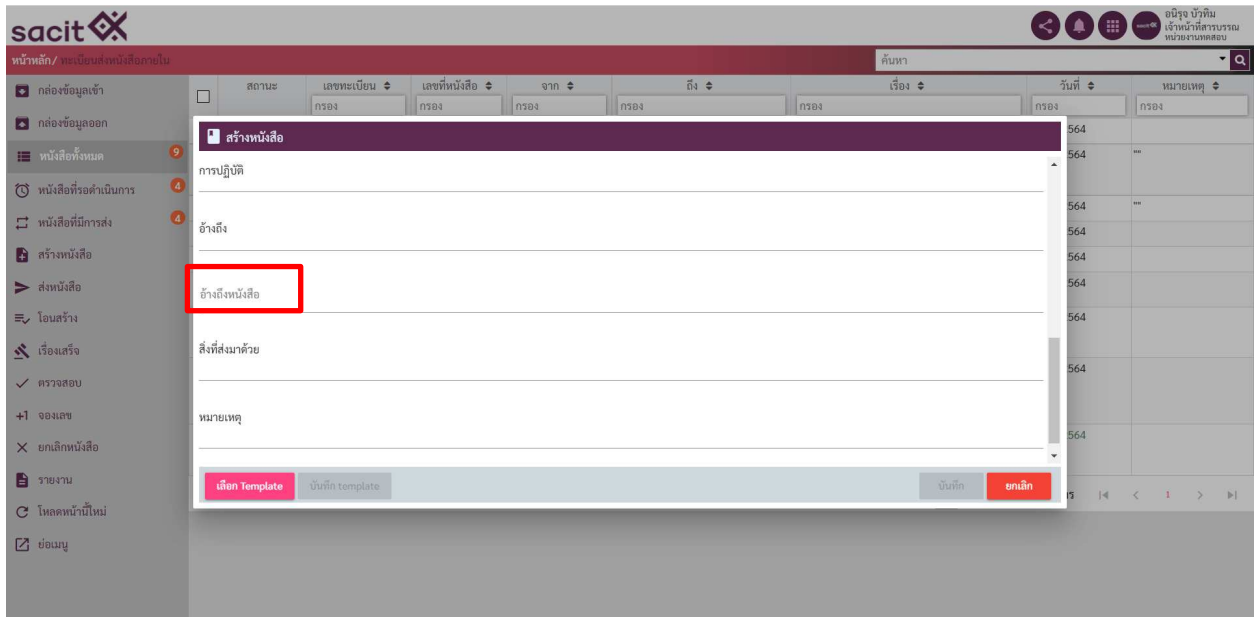 sacit
อนิรุจ บัวทิม
เจ้าหน้าที่สารบรรณ
หน่วยงานทดสอบ
หน้าหลัก/ ทะเบียนส่งหนังสือภายใน
ค้นหา
กล่องข้อมูลเข้า
กล่องข้อมูลออก
หนังสือทั้งหมด 9
หนังสือที่รอดำเนินการ 4
หนังสือที่มีการส่ง 4
สร้างหนังสือ
ส่งหนังสือ
โอนสร้าง
เรื่องเสร็จ
ตรวจสอบ
+1 จองเลข
ยกเลิกหนังสือ
รายงาน
โหลดหน้านี้ใหม่
ย่อเมนู
สถานะ เลขทะเบียน เลขที่หนังสือ จาก ถึง เรื่อง วันที่ หมายเหตุ
กรอง กรอง กรอง กรอง กรอง กรอง กรอง
สร้างหนังสือ
การปฏิบัติ
อ้างถึง
อ้างถึงหนังสือ
สิ่งที่ส่งมาด้วย
หมายเหตุ
เลือก Template บันทึก template บันทึก ยกเลิก
564
564 ""
564 ""
564
564
564
564
564
564
1